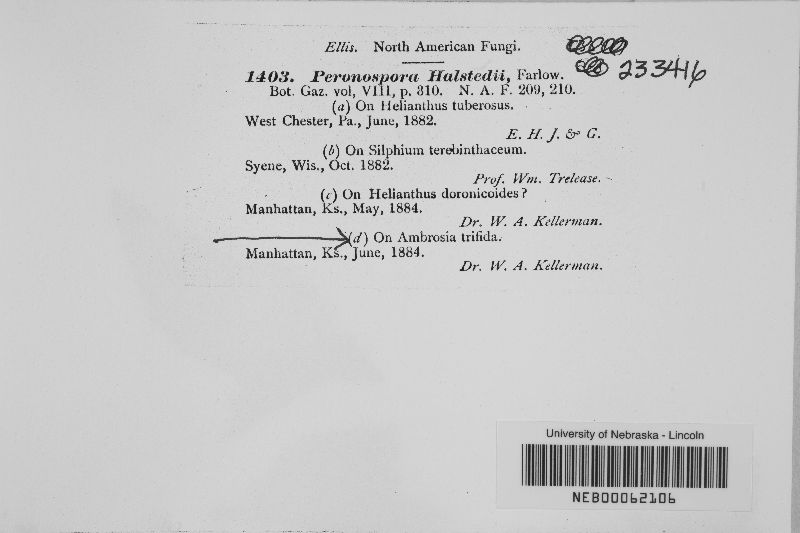 Ellis. North American Fungi.
1403. Peronospora Halstedii, Farlow.
233416
Bot. Gaz. vol, VIII, p. 310. N. A. F. 209, 210.
(a) On Helianthus tuberosus.
West Chester, Pa., June, 1882.
E. H. J. & G.
(b) On Silphium terebinthaceum.
Syene, Wis., Oct. 1882.
Prof. Wm. Trelease.
(c) On Helianthus doronicoides?
Manhattan, Ks., May, 1884.
Dr. W. A. Kellerman.
(d) On Ambrosia trifida.
Manhattan, Ks., June, 1884.
Dr. W. A. Kellerman.
University of Nebraska - Lincoln
NEB00062106